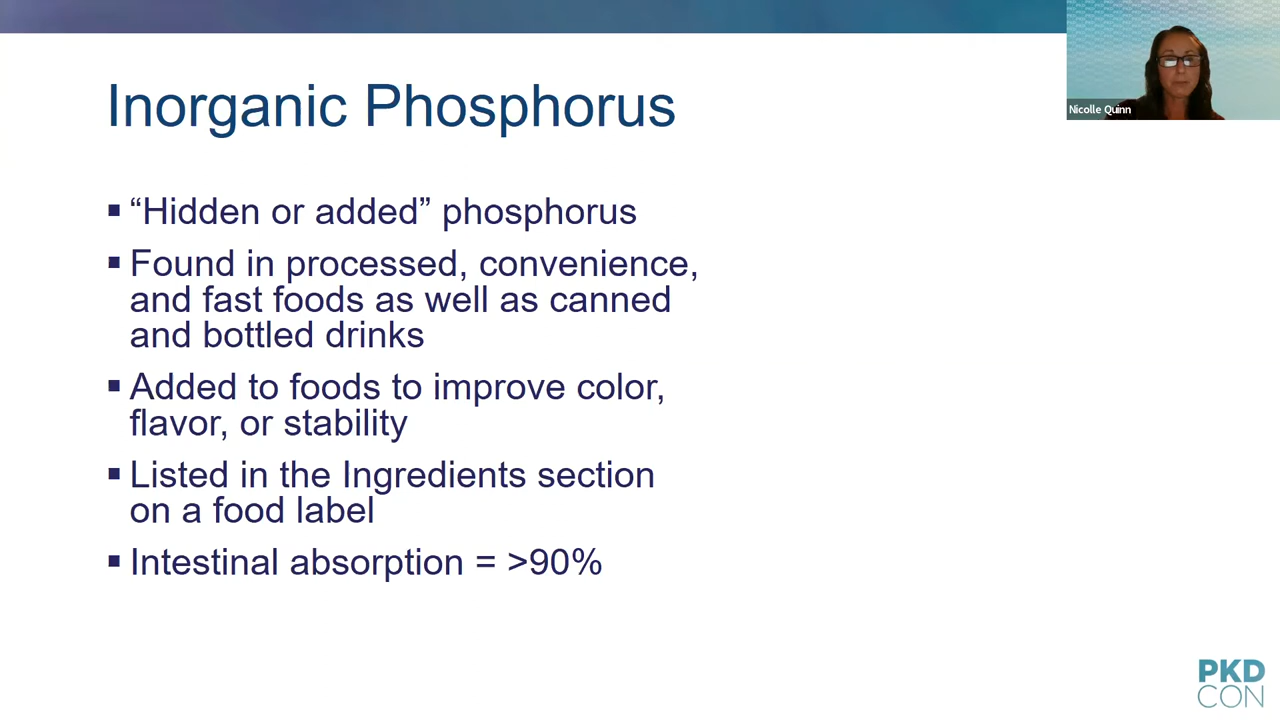 Nicolle Quinn
Inorganic Phosphorus
▪ “Hidden or added” phosphorus
▪ Found in processed, convenience,
and fast foods as well as canned
and bottled drinks
▪ Added to foods to improve color,
flavor, or stability
▪ Listed in the Ingredients section
on a food label
▪ Intestinal absorption = >90%
PKD
CON